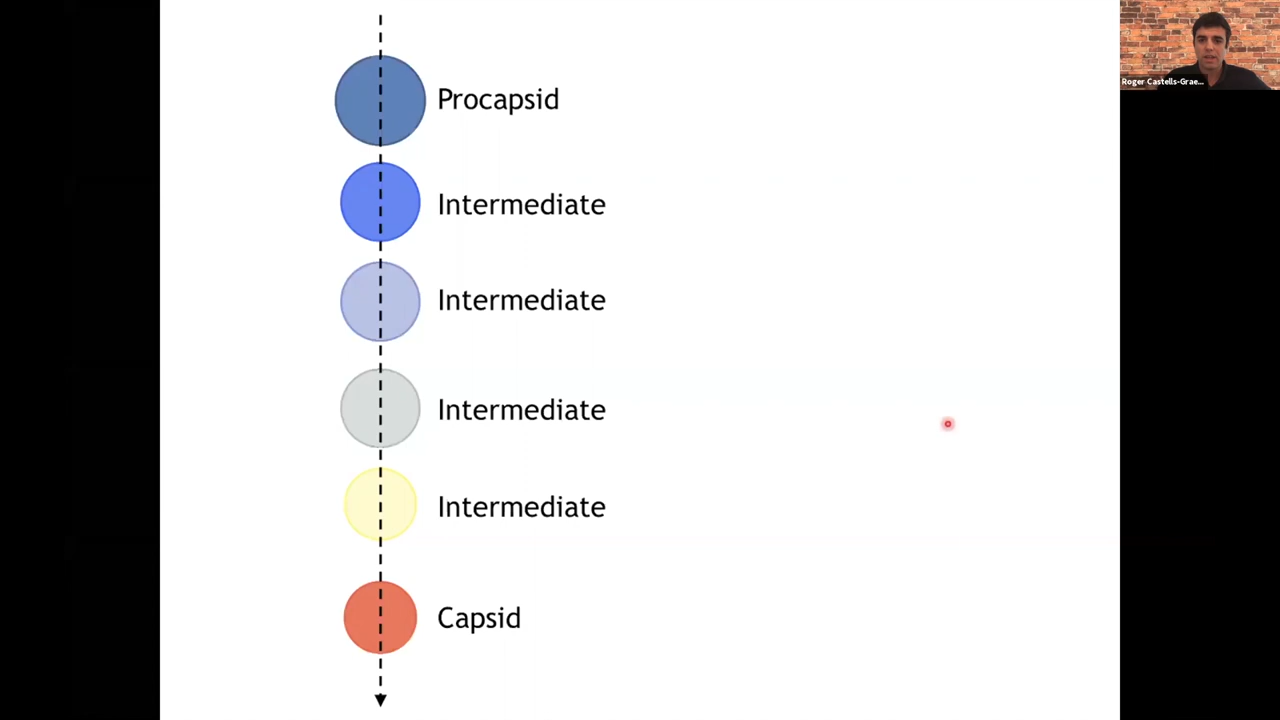 Roger Castells-Grae...
Procapsid
Intermediate
Intermediate
Intermediate
Intermediate
Capsid